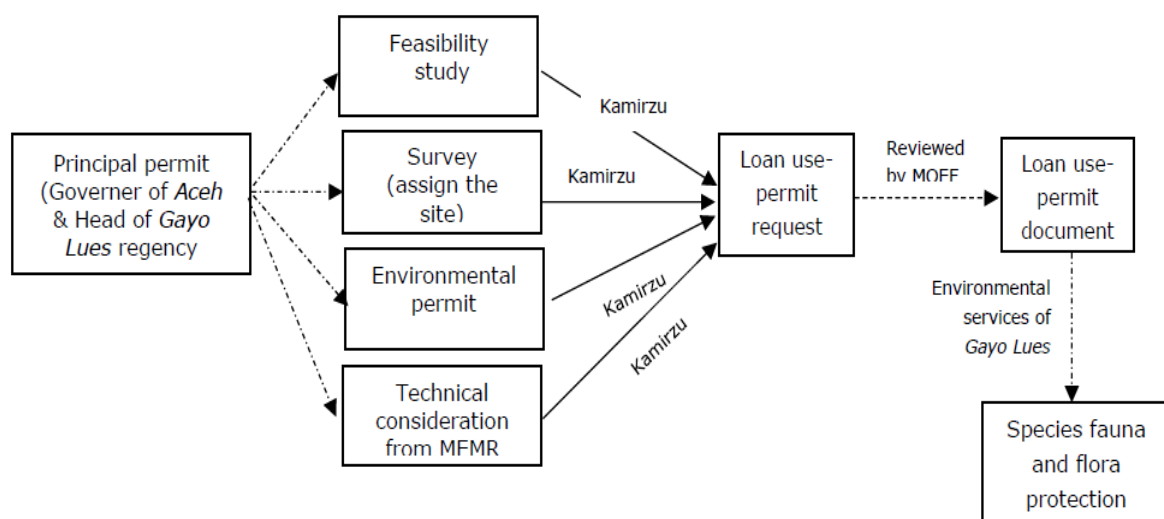 Feasibility
study
Kamirzu
Principal permit
(Governer of Aceh
& Head of Gayo
Lues regency
Survey
(assign the
site)
Kamirzu
Loan use-
permit
request
Reviewed
by MOEF
Loan use-
permit
document
Environmental
permit
Kamirzu
Environmental
services of
Gayo Lues
Technical
consideration
from MEMR
Kamirzu
Species fauna
and flora
protection